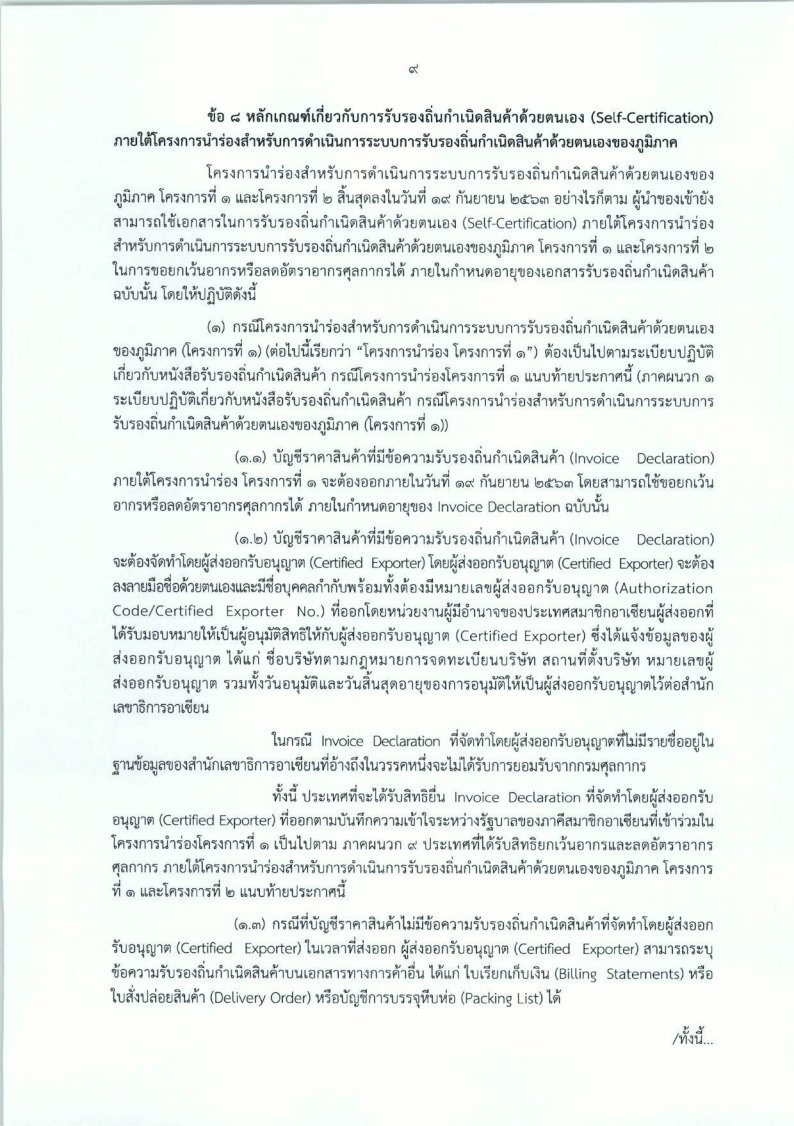 ๙
ข้อ ๘ หลักเกณฑ์เกี่ยวกับการรับรองถิ่นกำเนิดสินค้าด้วยตนเอง (Self-Certification)
ภายใต้โครงการนำร่องสำหรับการดำเนินการระบบการรับรองถิ่นกำเนิดสินค้าด้วยตนเองของภูมิภาค
โครงการนำร่องสำหรับการดำเนินการระบบการรับรองถิ่นกำเนิดสินค้าด้วยตนเองของ
ภูมิภาค โครงการที่ ๑ และโครงการที่ ๒ สิ้นสุดลงในวันที่ ๑๙ กันยายน ๒๕๖๓ อย่างไรก็ตาม ผู้นำของเข้ายัง
สามารถใช้เอกสารในการรับรองถิ่นกำเนิดสินค้าด้วยตนเอง (Self-Certification) ภายใต้โครงการนำร่อง
สำหรับการดำเนินการระบบการรับรองถิ่นกำเนิดสินค้าด้วยตนเองของภูมิภาค โครงการที่ ๑ และโครงการที่ ๒
ในการขอยกเว้นอากรหรือลดอัตราอากรศุลกากรได้ ภายในกำหนดอายุของเอกสารรับรองถิ่นกำเนิดสินค้า
ฉบับนั้น โดยให้ปฏิบัติดังนี้
(๑) กรณีโครงการนำร่องสำหรับการดำเนินการระบบการรับรองถิ่นกำเนิดสินค้าด้วยตนเอง
ของภูมิภาค (โครงการที่ ๑) (ต่อไปนี้เรียกว่า “โครงการนำร่อง โครงการที่ ๑”) ต้องเป็นไปตามระเบียบปฏิบัติ
เกี่ยวกับหนังสือรับรองถิ่นกำเนิดสินค้า กรณีโครงการนำร่องโครงการที่ ๑ แนบท้ายประกาศนี้ (ภาคผนวก ๑
ระเบียบปฏิบัติเกี่ยวกับหนังสือรับรองถิ่นกำเนิดสินค้า กรณีโครงการนำร่องสำหรับการดำเนินการระบบการ
รับรองถิ่นกำเนิดสินค้าด้วยตนเองของภูมิภาค (โครงการที่ ๑))
(๑.๑) บัญชีราคาสินค้าที่มีข้อความรับรองถิ่นกำเนิดสินค้า (Invoice Declaration)
ภายใต้โครงการนำร่อง โครงการที่ ๑ จะต้องออกภายในวันที่ ๑๙ กันยายน ๒๕๖๓ โดยสามารถใช้ขอยกเว้น
อากรหรือลดอัตราอากรศุลกากรได้ ภายในกำหนดอายุของ Invoice Declaration ฉบับนั้น
(๑.๒) บัญชีราคาสินค้าที่มีข้อความรับรองถิ่นกำเนิดสินค้า (Invoice Declaration)
จะต้องจัดทำโดยผู้ส่งออกรับอนุญาต (Certified Exporter) โดยผู้ส่งออกรับอนุญาต (Certified Exporter) จะต้อง
ลงลายมือชื่อด้วยตนเองและมีชื่อบุคคลกำกับพร้อมทั้งต้องมีหมายเลขผู้ส่งออกรับอนุญาต (Authorization
Code/Certified Exporter No.) ที่ออกโดยหน่วยงานผู้มีอำนาจของประเทศสมาชิกอาเซียนผู้ส่งออกที่
ได้รับมอบหมายให้เป็นผู้อนุมัติสิทธิให้กับผู้ส่งออกรับอนุญาต (Certified Exporter) ซึ่งได้แจ้งข้อมูลของผู้
ส่งออกรับอนุญาต ได้แก่ ชื่อบริษัทตามกฎหมายการจดทะเบียนบริษัท สถานที่ตั้งบริษัท หมายเลขผู้
ส่งออกรับอนุญาต รวมทั้งวันอนุมัติและวันสิ้นสุดอายุของการอนุมัติให้เป็นผู้ส่งออกรับอนุญาตไว้ต่อสำนัก
เลขาธิการอาเซียน
ในกรณี Invoice Declaration ที่จัดทำโดยผู้ส่งออกรับอนุญาตที่ไม่มีรายชื่ออยู่ใน
ฐานข้อมูลของสำนักเลขาธิการอาเซียนที่อ้างถึงในวรรคหนึ่งจะไม่ได้รับการยอมรับจากกรมศุลกากร
ทั้งนี้ ประเทศที่จะได้รับสิทธิยื่น Invoice Declaration ที่จัดทำโดยผู้ส่งออกรับ
อนุญาต (Certified Exporter) ที่ออกตามบันทึกความเข้าใจระหว่างรัฐบาลของภาคีสมาชิกอาเซียนที่เข้าร่วมใน
โครงการนำร่องโครงการที่ ๑ เป็นไปตาม ภาคผนวก ๙ ประเทศที่ได้รับสิทธิยกเว้นอากรและลดอัตราอากร
ศุลกากร ภายใต้โครงการนำร่องสำหรับการดำเนินการรับรองถิ่นกำเนิดสินค้าด้วยตนเองของภูมิภาค โครงการ
ที่ ๑ และโครงการที่ ๒ แนบท้ายประกาศนี้
(๑.๓) กรณีที่บัญชีราคาสินค้าไม่มีข้อความรับรองถิ่นกำเนิดสินค้าที่จัดทำโดยผู้ส่งออก
รับอนุญาต (Certified Exporter) ในเวลาที่ส่งออก ผู้ส่งออกรับอนุญาต (Certified Exporter) สามารถระบุ
ข้อความรับรองถิ่นกำเนิดสินค้าบนเอกสารทางการค้าอื่น ได้แก่ ใบเรียกเก็บเงิน (Billing Statements) หรือ
ใบสั่งปล่อยสินค้า (Delivery Order) หรือบัญชีการบรรจุหีบห่อ (Packing List) ได้
/ทั้งนี้...